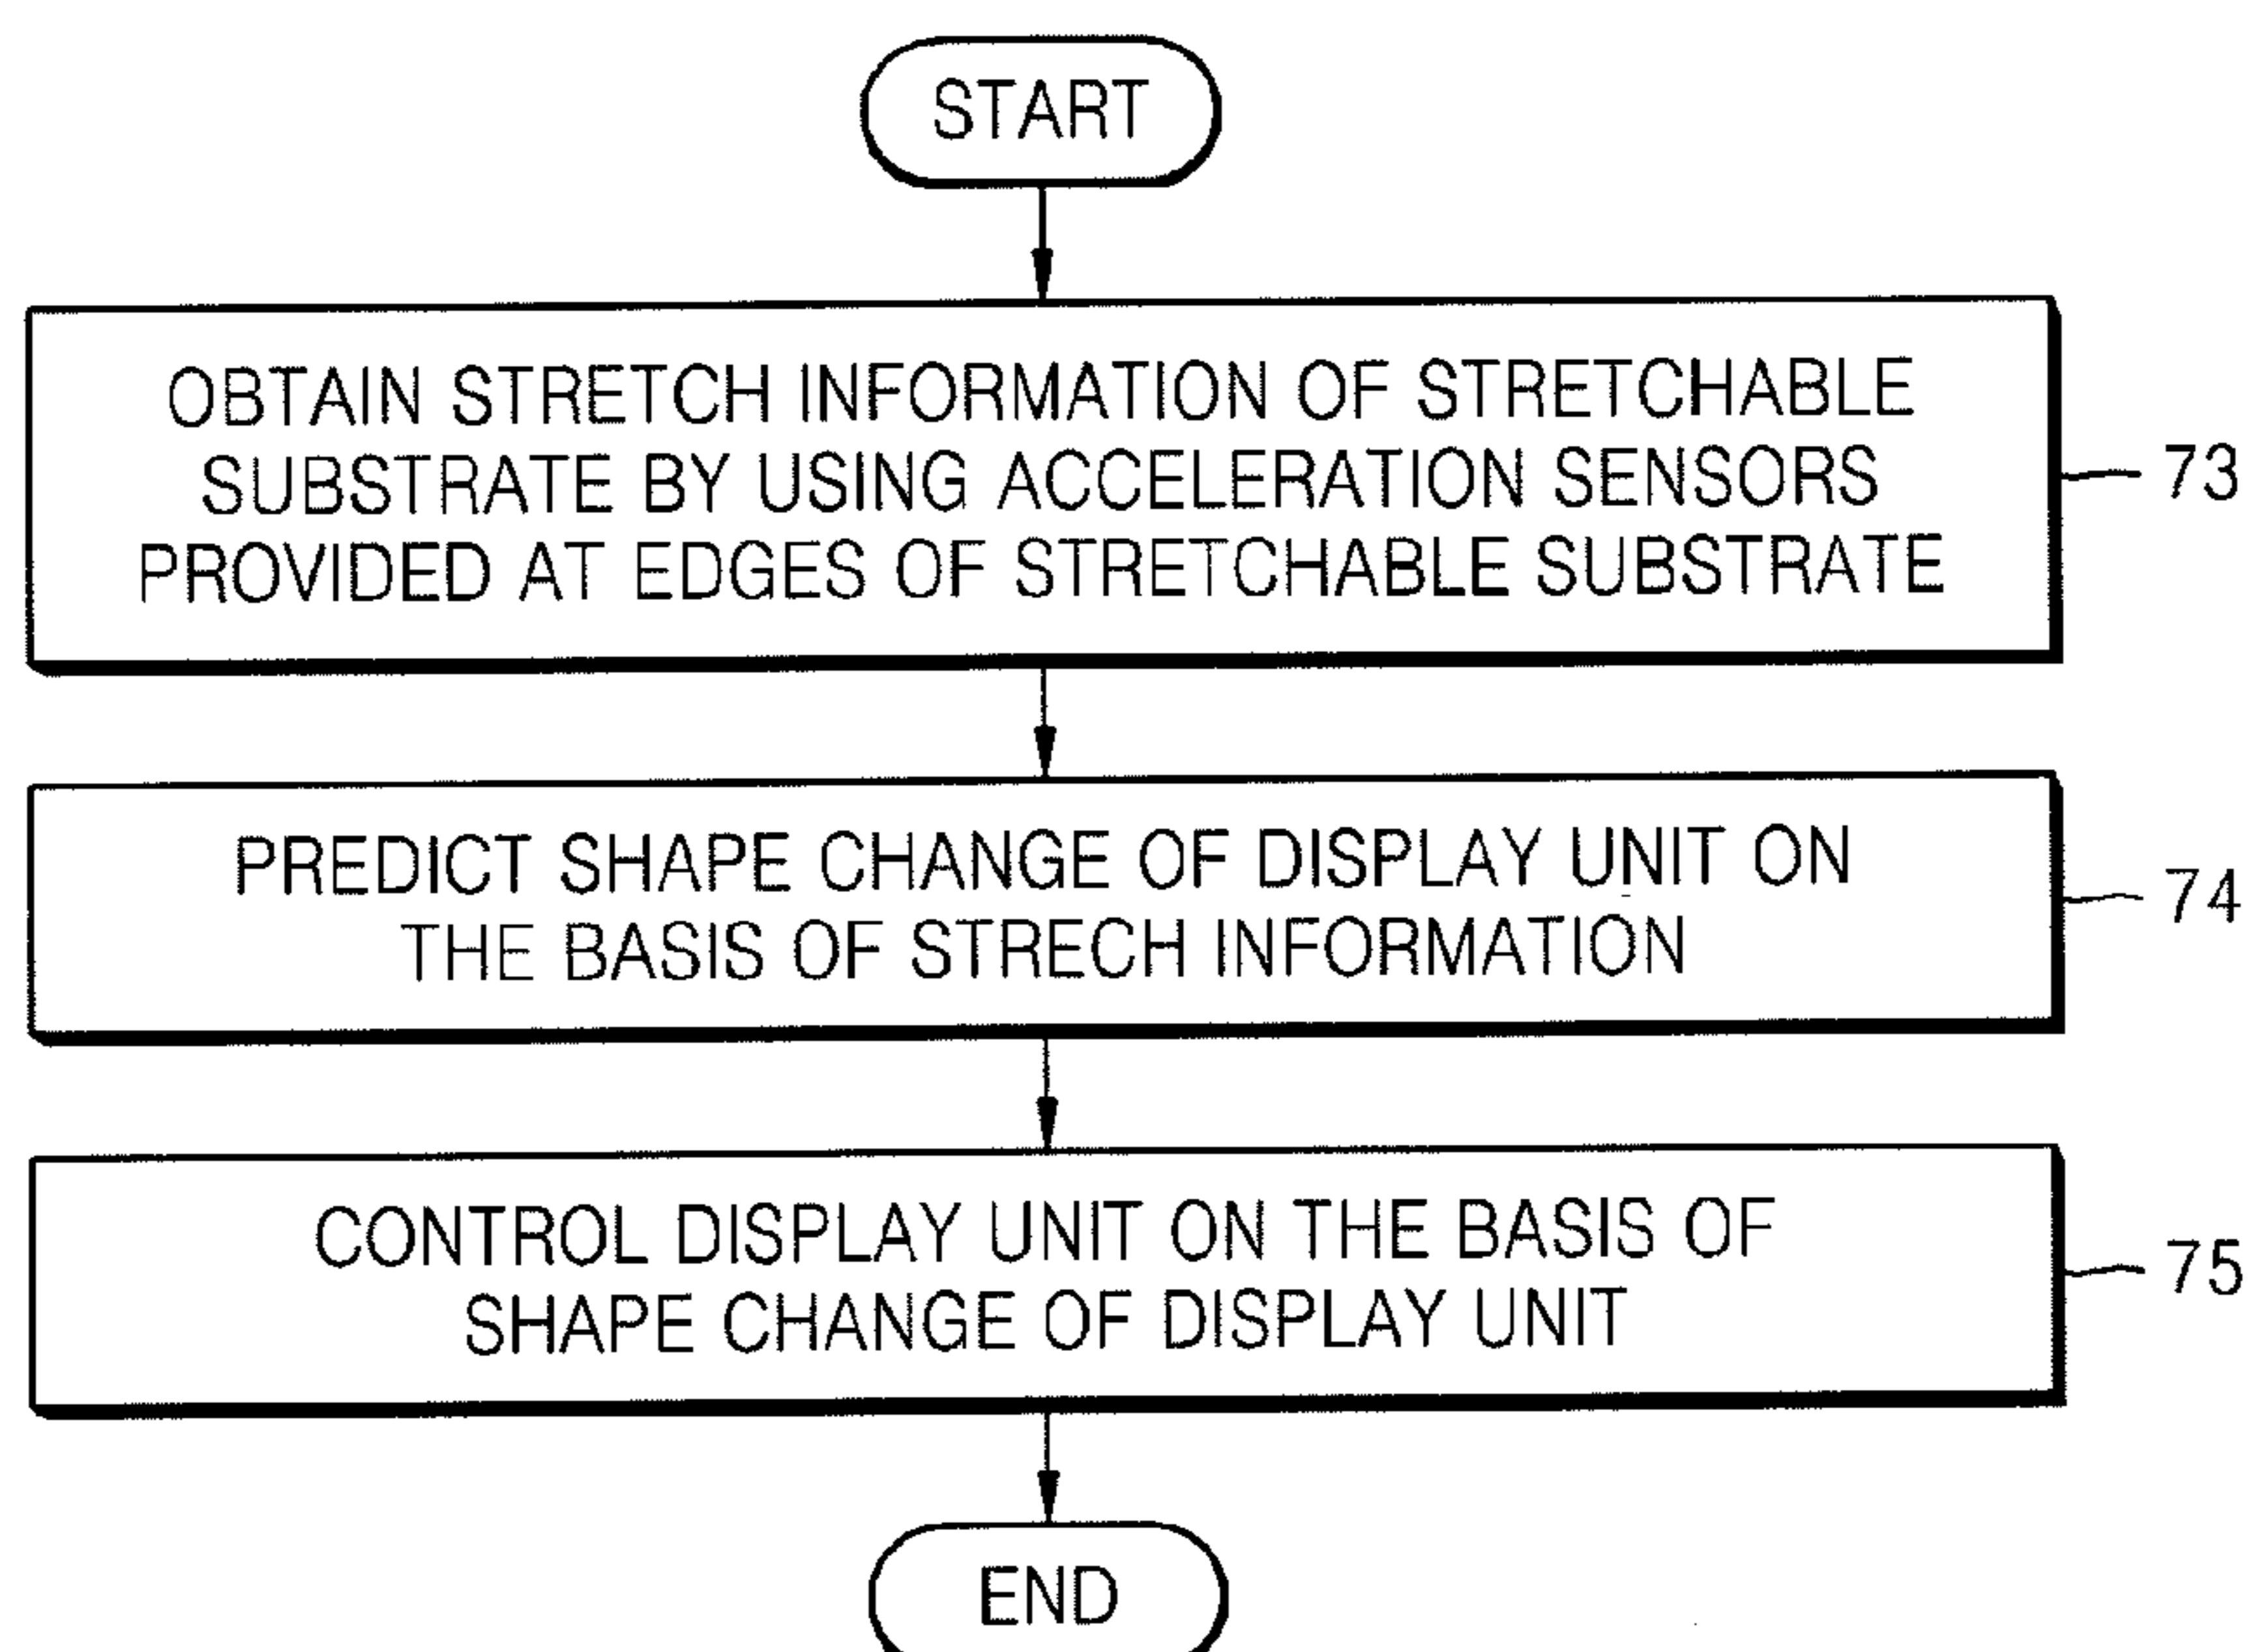 START
OBTAIN STRETCH INFORMATION OF STRETCHABLE
SUBSTRATE BY USING ACCELERATION SENSORS
PROVIDED AT EDGES OF STRETCHABLE SUBSTRATE
73
PREDICT SHAPE CHANGE OF DISPLAY UNIT ON
THE BASIS OF STRECH INFORMATION
74
CONTROL DISPLAY UNIT ON THE BASIS OF
SHAPE CHANGE OF DISPLAY UNIT
75
END